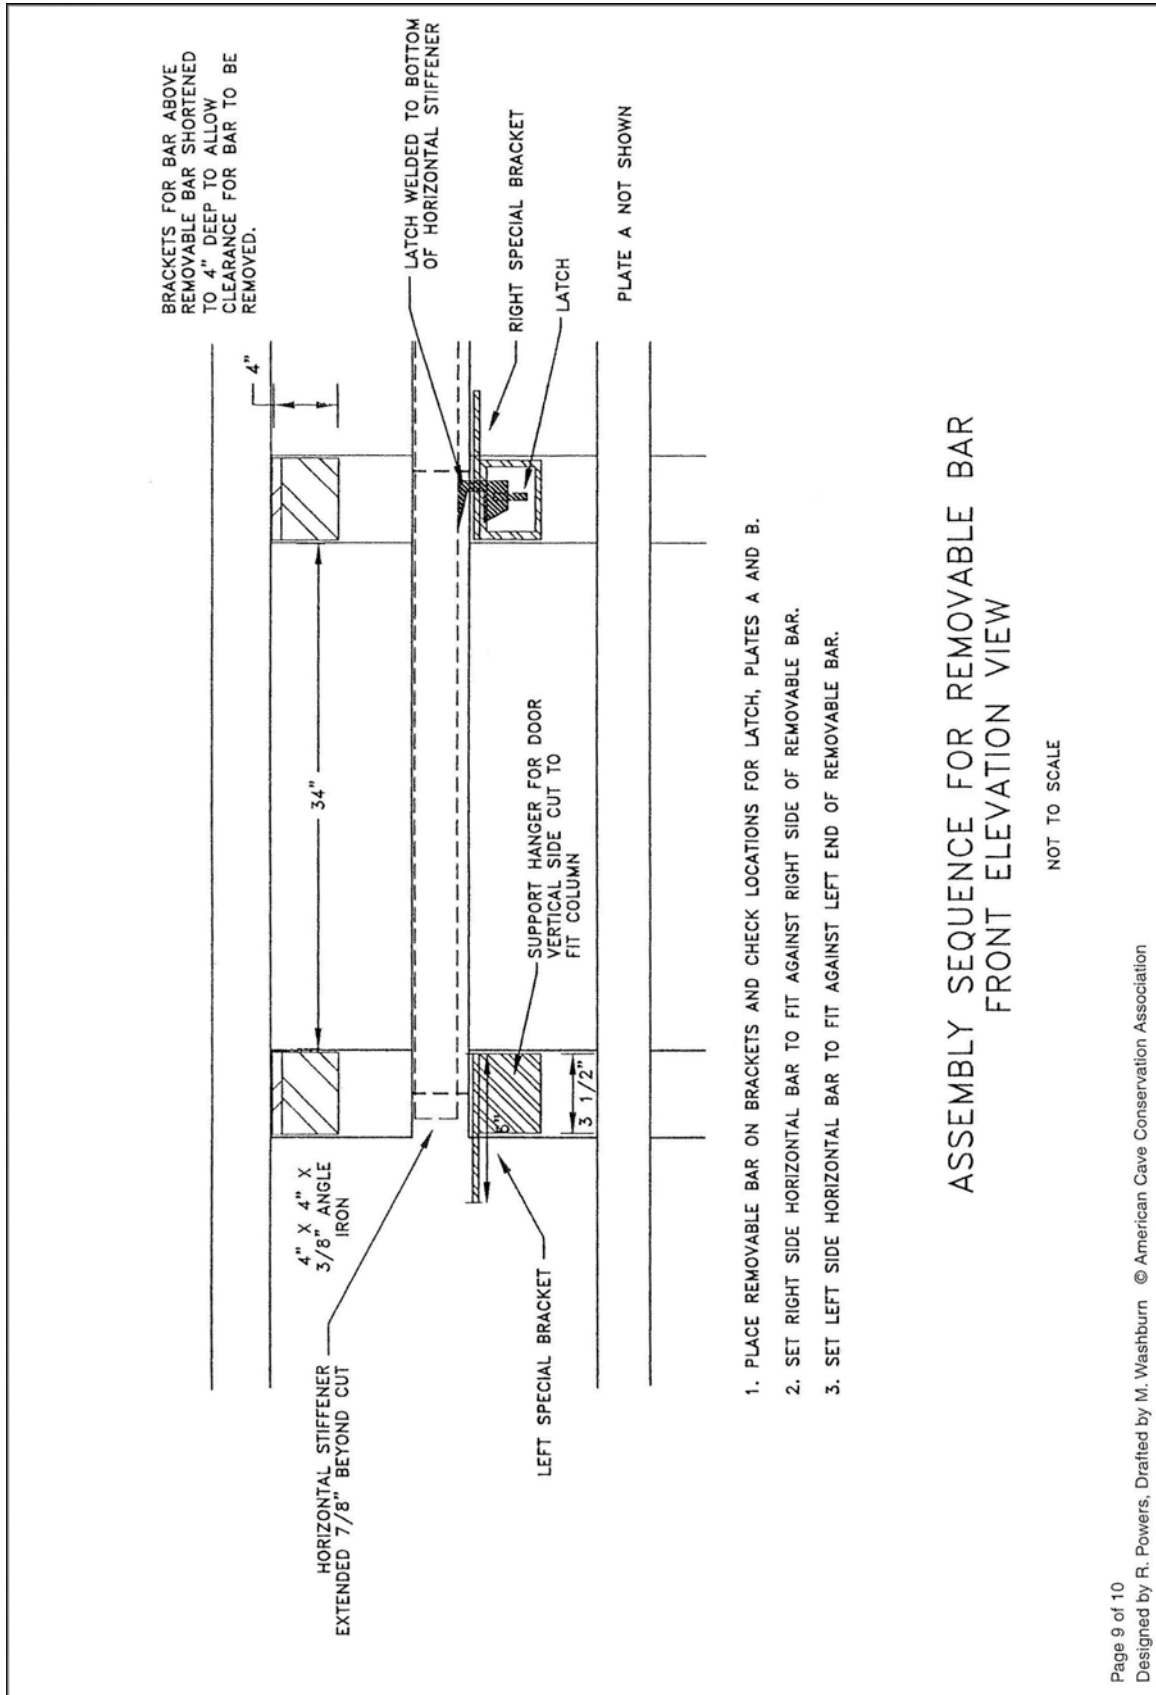 BRACKETS FOR BAR ABOVE
REMOVABLE BAR SHORTENED
TO 4" DEEP TO ALLOW
CLEARANCE FOR BAR TO BE
REMOVED.
4"
LATCH WELDED TO BOTTOM
OF HORIZONTAL STIFFENER
RIGHT SPECIAL BRACKET
LATCH
PLATE A NOT SHOWN
34"
4" X 4" X
3/8" ANGLE
IRON
HORIZONTAL STIFFENER
EXTENDED 7/8" BEYOND CUT
SUPPORT HANGER FOR DOOR
VERTICAL SIDE CUT TO
FIT COLUMN
3 1/2"
LEFT SPECIAL BRACKET
1. PLACE REMOVABLE BAR ON BRACKETS AND CHECK LOCATIONS FOR LATCH, PLATES A AND B.
2. SET RIGHT SIDE HORIZONTAL BAR TO FIT AGAINST RIGHT SIDE OF REMOVABLE BAR.
3. SET LEFT SIDE HORIZONTAL BAR TO FIT AGAINST LEFT END OF REMOVABLE BAR.
ASSEMBLY SEQUENCE FOR REMOVABLE BAR
FRONT ELEVATION VIEW
NOT TO SCALE
Page 9 of 10
Designed by R. Powers, Drafted by M. Washburn © American Cave Conservation Association